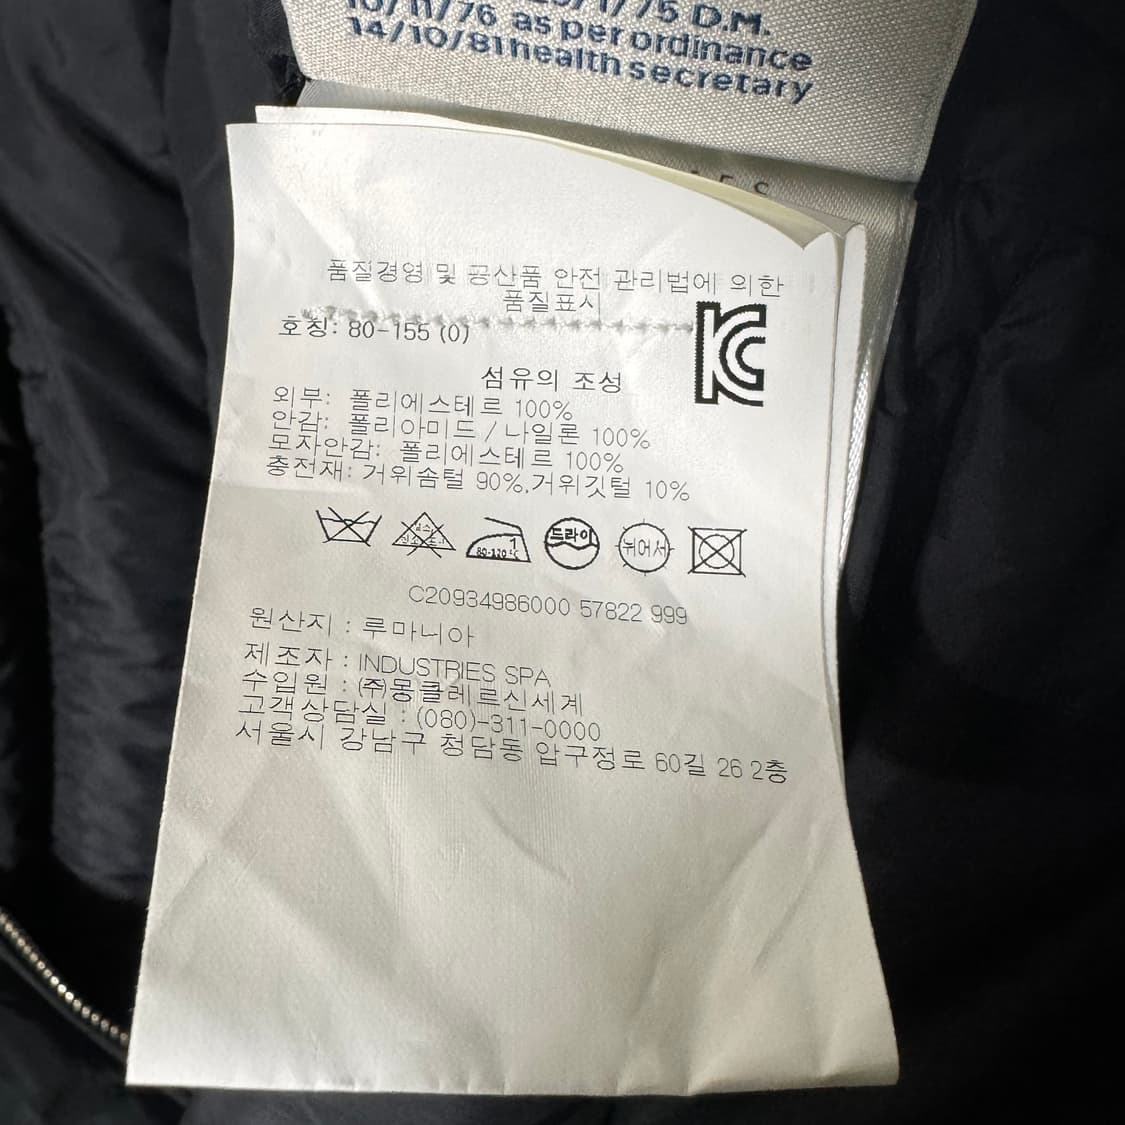 10/11/76 as per ordinance
14/10/81 health secretary
품질경영 및 공산품 안전 관리법에 의한
품질표시
호칭: 80-155 (0)
섬유의 조성
외부: 폴리에스테르 100%
안감: 폴리아미드 / 나일론 100%
모자안감: 폴리에스테르 100%
충전재: 거위솜털 90%,거위깃털 10%
1
80-120℃
드라이
뉘어서
C20934986000 57822 999
원산지 : 루마니아
제조자 : INDUSTRIES SPA
수입원 : (주)몽클레르신세계
고객상담실 : (080)-311-0000
서울시 강남구 청담동 압구정로 60길 26 2층